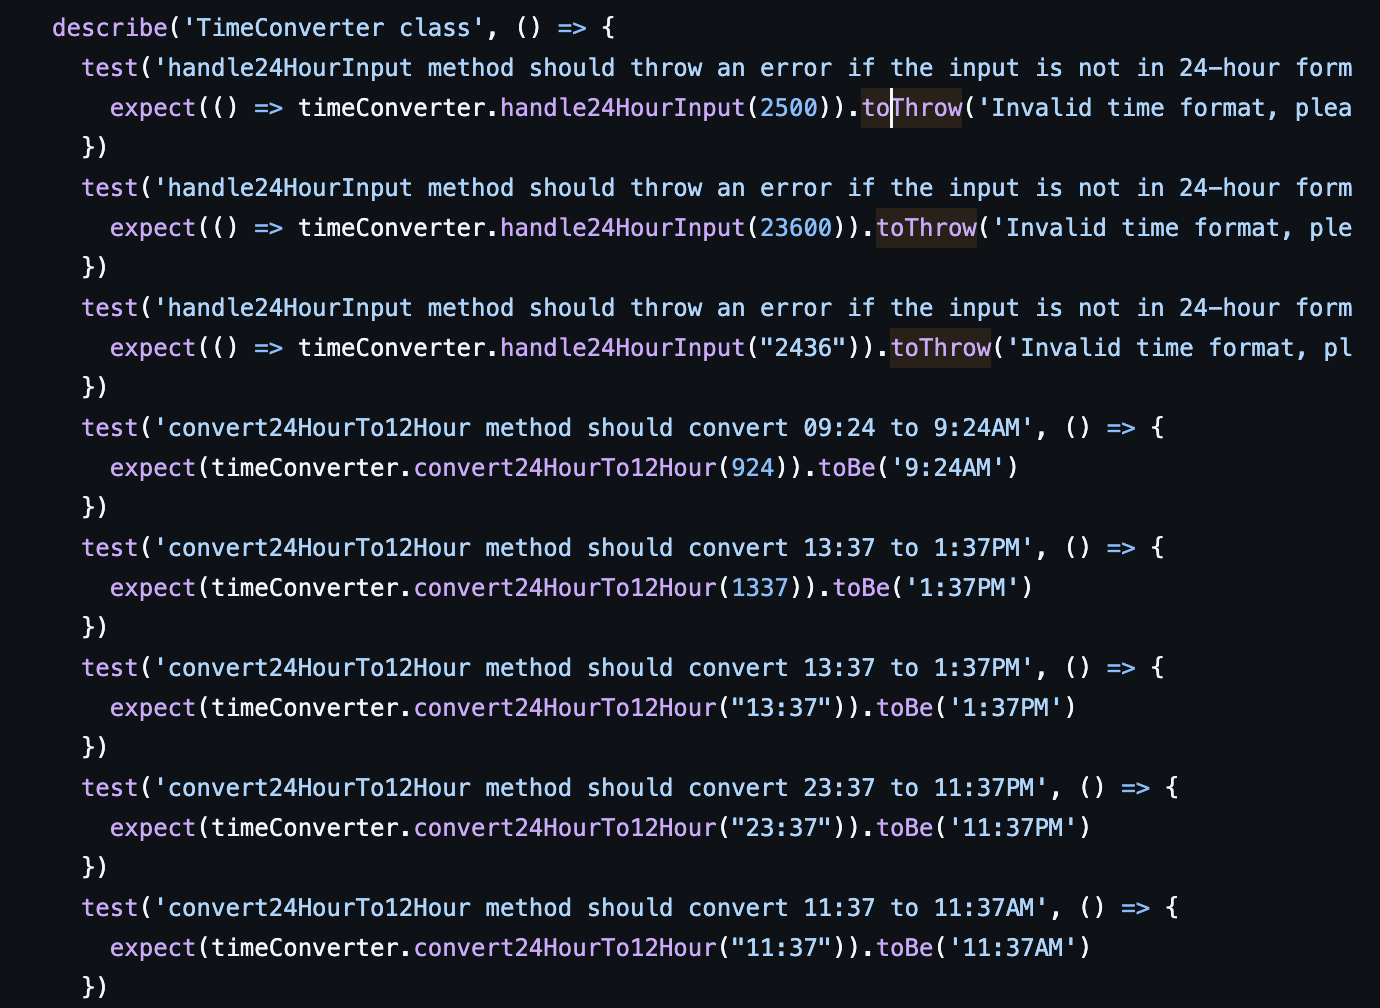 describe('TimeConverter class', () => {
test('handle24HourInput method should throw an error if the input is not in 24-hour form
expect(() => timeConverter.handle24HourInput(2500)).toThrow('Invalid time format, plea
})
test('handle24HourInput method should throw an error if the input is not in 24-hour form
expect(() => timeConverter.handle24HourInput(23600)).toThrow('Invalid time format, ple
})
test('handle24HourInput method should throw an error if the input is not in 24-hour form
expect(() => timeConverter.handle24HourInput("2436")).toThrow('Invalid time format, pl
})
test('convert24HourTo12Hour method should convert 09:24 to 9:24AM', () => {
expect(timeConverter.convert24HourTo12Hour(924)).toBe('9:24AM')
})
test('convert24HourTo12Hour method should convert 13:37 to 1:37PM', () => {
expect(timeConverter.convert24HourTo12Hour(1337)).toBe('1:37PM')
})
test('convert24HourTo12Hour method should convert 13:37 to 1:37PM', () => {
expect(timeConverter.convert24HourTo12Hour("13:37")).toBe('1:37PM')
})
test('convert24HourTo12Hour method should convert 23:37 to 11:37PM', () => {
expect(timeConverter.convert24HourTo12Hour("23:37")).toBe('11:37PM')
})
test('convert24HourTo12Hour method should convert 11:37 to 11:37AM', () => {
expect(timeConverter.convert24HourTo12Hour("11:37")).toBe('11:37AM')
})